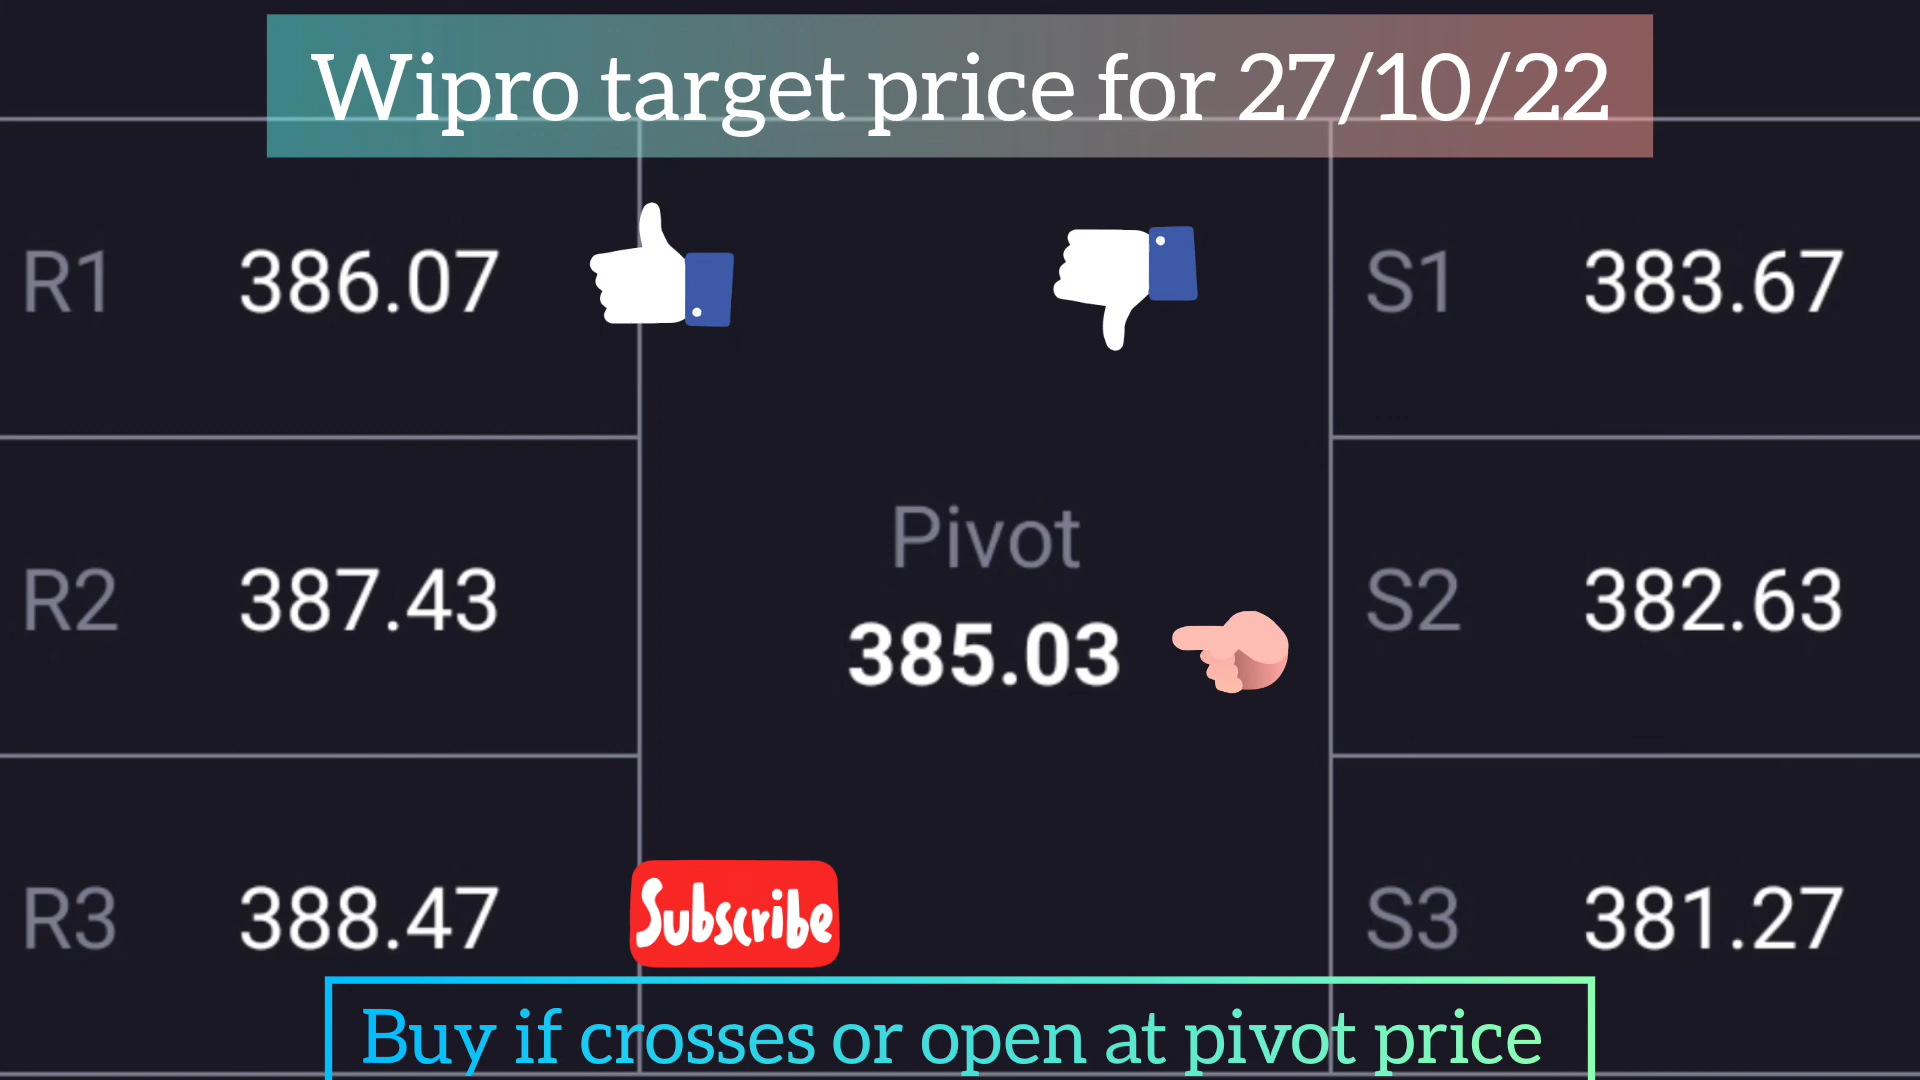 Wipro target price for 27/10/22
R1 386.07
S1 383.67
R2 387.43
Pivot
385.03
S2 382.63
R3 388.47
Subscribe
S3 381.27
Buy if crosses or open at pivot price